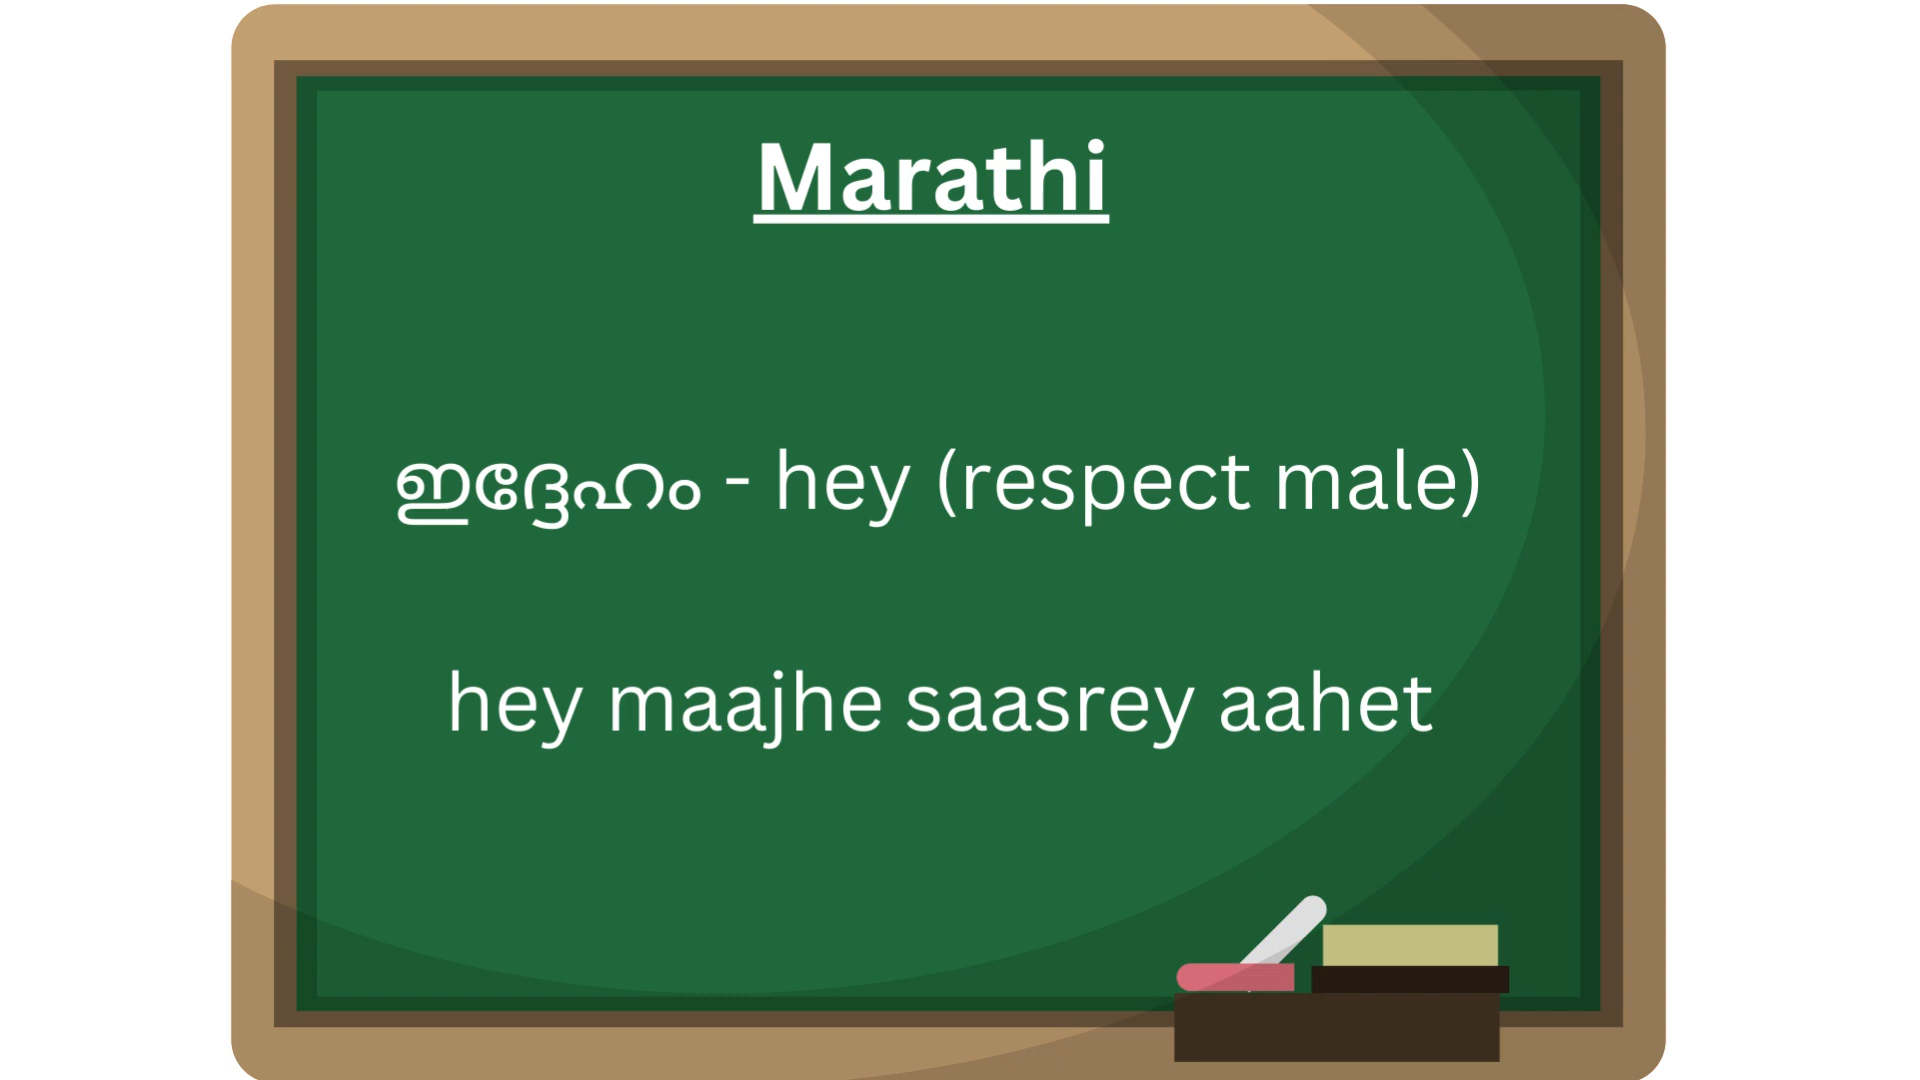 Marathi
ഇദ്ദേഹം - hey (respect male)
hey maajhe saasrey aahet